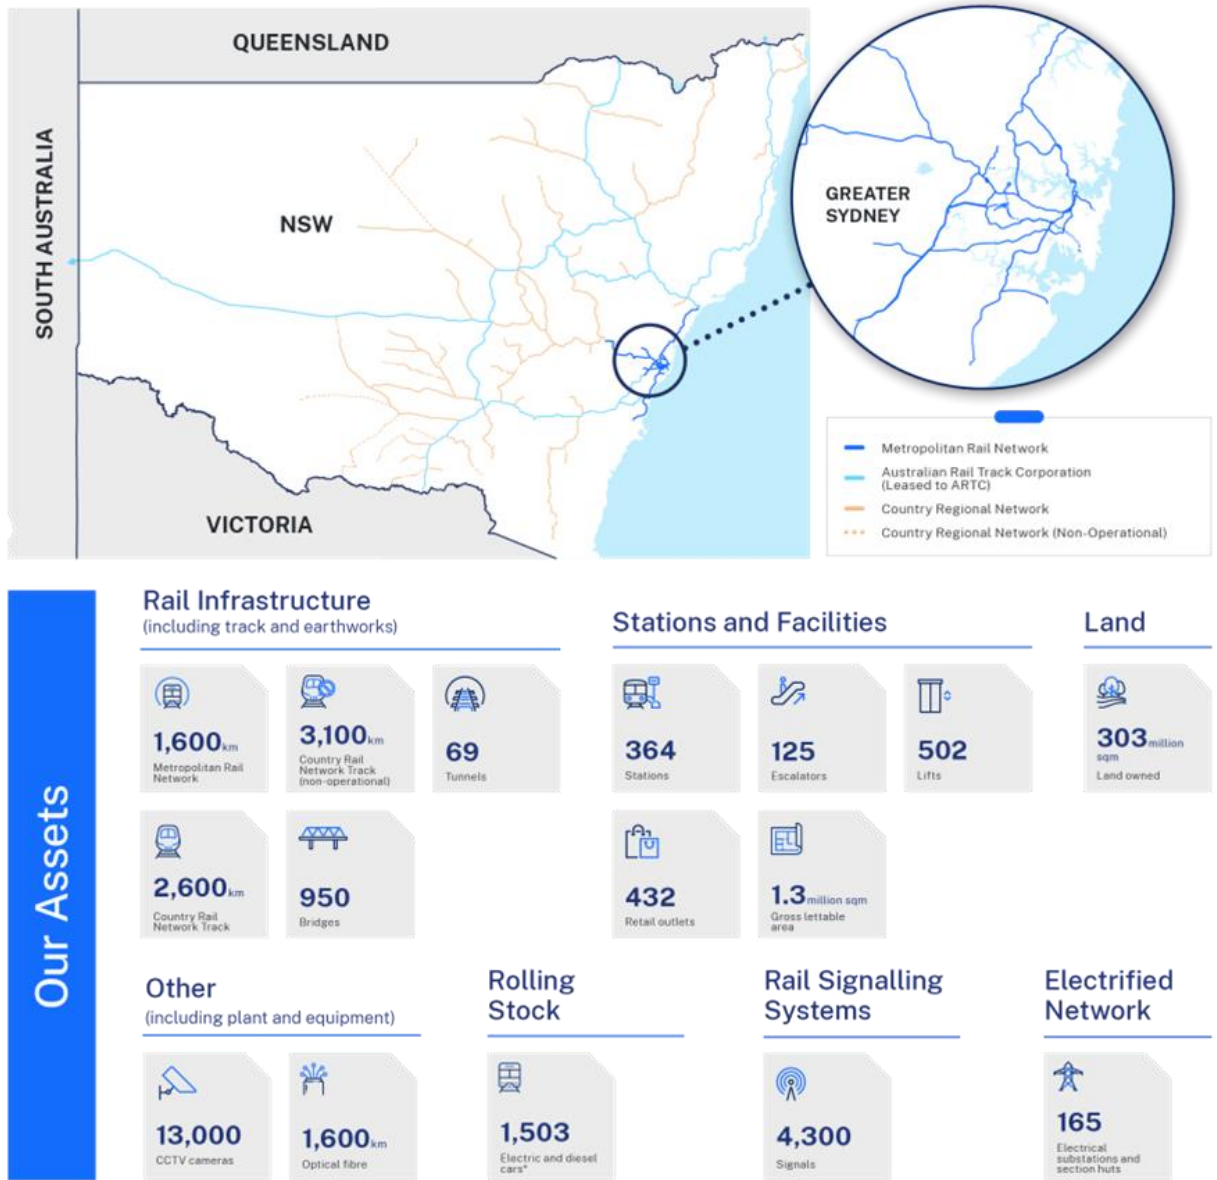 QUEENSLAND
SOUTH AUSTRALIA
NSW
VICTORIA
GREATER
SYDNEY
Metropolitan Rail Network
Australian Rail Track Corporation
(Leased to ARTC)
Country Regional Network
Country Regional Network (Non-Operational)
Our Assets
Rail Infrastructure
(including track and earthworks)
1,600km
Metropolitan Rail
Network
3,100km
Country Rail
Network Track
(non-operational)
69
Tunnels
2,600km
Country Rail
Network Track
950
Bridges
Stations and Facilities
364
Stations
125
Escalators
502
Lifts
432
Retail outlets
1.3 million sqm
Gross lettable
area
Land
303 million
sqm
Land owned
Other
(including plant and equipment)
13,000
CCTV cameras
1,600km
Optical fibre
Rolling
Stock
1,503
Electric and diesel
cars*
Rail Signalling
Systems
4,300
Signals
Electrified
Network
165
Electrical
substations and
section huts